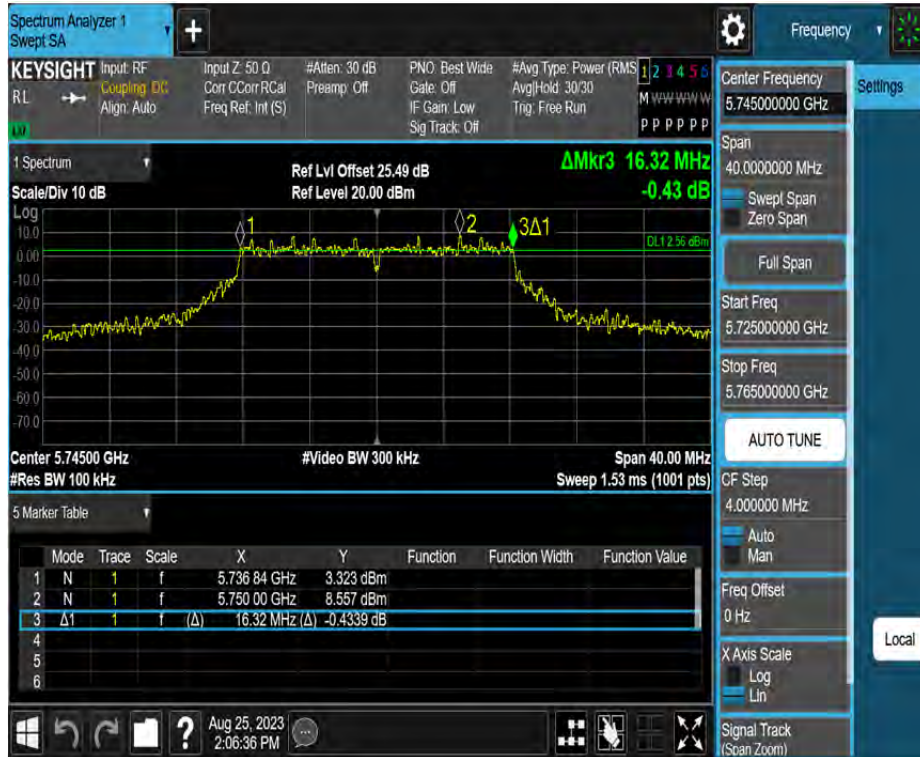 Spectrum Analyzer 1
Swept SA
+
Frequency
KEYSIGHT Input: RF Input Z: 50 Ω #Atten: 30 dB PNO: Best Wide #Avg Type: Power (RMS 1 2 3 4 5 6
RL Coupling: DC Corr CCorr RCal Preamp: Off Gate: Off Avg|Hold: 30/30 M W W W W W
Align: Auto Freq Ref: Int (S) IF Gain: Low Trig: Free Run
Sig Track: Off P P P P P P
1 Spectrum
Ref Lvl Offset 25.49 dB ΔMkr3 16.32 MHz
Scale/Div 10 dB Ref Level 20.00 dBm -0.43 dB
Log
1 2 3Δ1
10.0
DL1 2.56 dBm
0.00
-10.0
-20.0
-30.0
-40.0
-60.0
-70.0
Center 5.74500 GHz #Video BW 300 kHz Span 40.00 MHz
#Res BW 100 kHz Sweep 1.53 ms (1001 pts)
5 Marker Table
Mode Trace Scale X Y Function Function Width Function Value
1 N 1 f 5.736 84 GHz 3.323 dBm
2 N 1 f 5.750 00 GHz 8.557 dBm
3 Δ1 1 f (Δ) 16.32 MHz (Δ) -0.4339 dB
4
5
6
?
Aug 25, 2023
2:06:36 PM
Center Frequency
5.745000000 GHz
Settings
Span
40.0000000 MHz
Swept Span
Zero Span
Full Span
Start Freq
5.725000000 GHz
Stop Freq
5.765000000 GHz
AUTO TUNE
CF Step
4.000000 MHz
Auto
Man
Freq Offset
0 Hz
Local
X Axis Scale
Log
Lin
Signal Track
(Span Zoom)